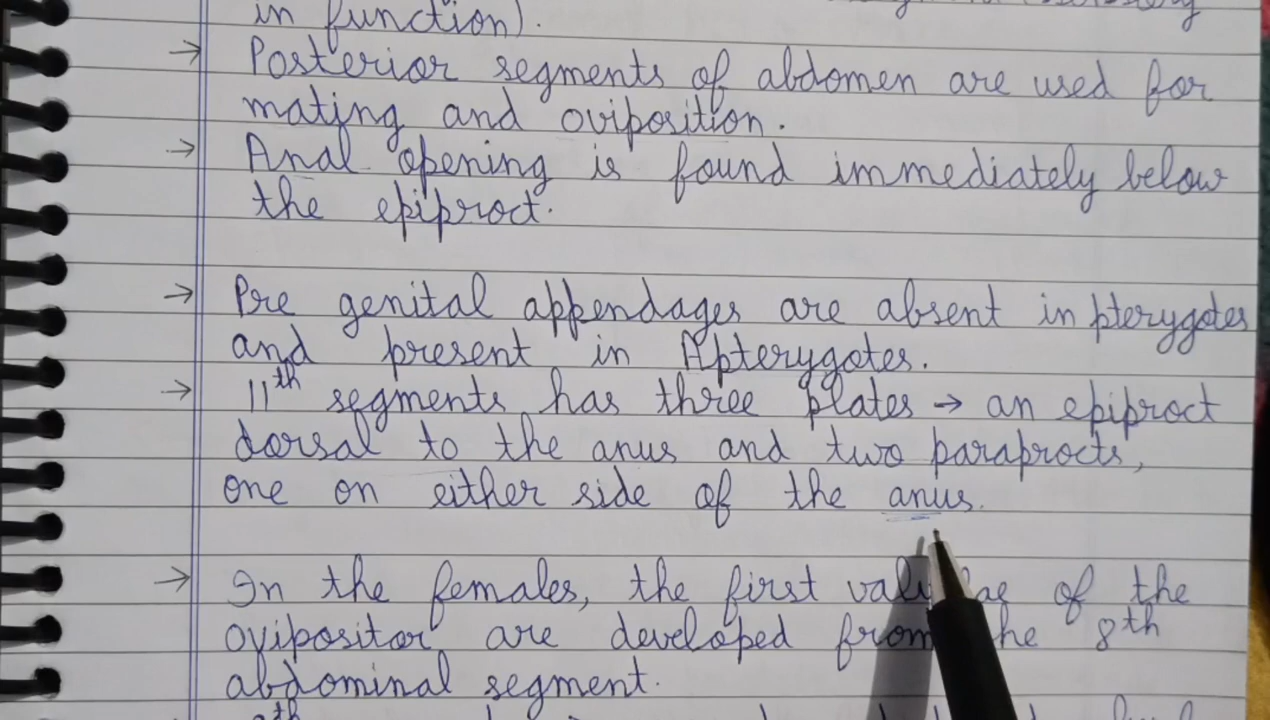 in function).
→ Posterior segments of abdomen are used for
mating and oviposition.
→ Anal opening is found immediately below
the epiproct.
→ Pre genital appendages are absent in pterygotes
and present in Apterygotes.
→ 11th segments has three plates → an epiproct
dorsal to the anus and two paraprocts,
one on either side of the anus.
→ In the females, the first of the
ovipositor are developed from the 8th
abdominal segment.